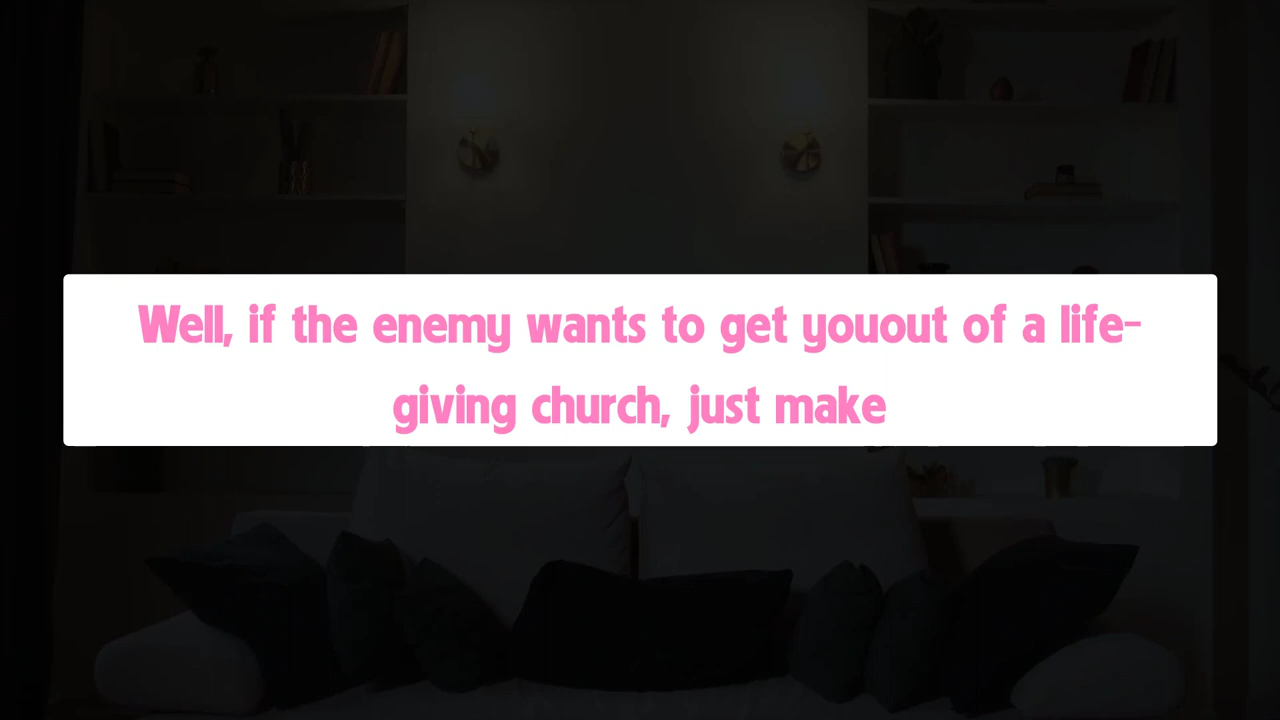 Well, if the enemy wants to get youout of a life-
giving church, just make